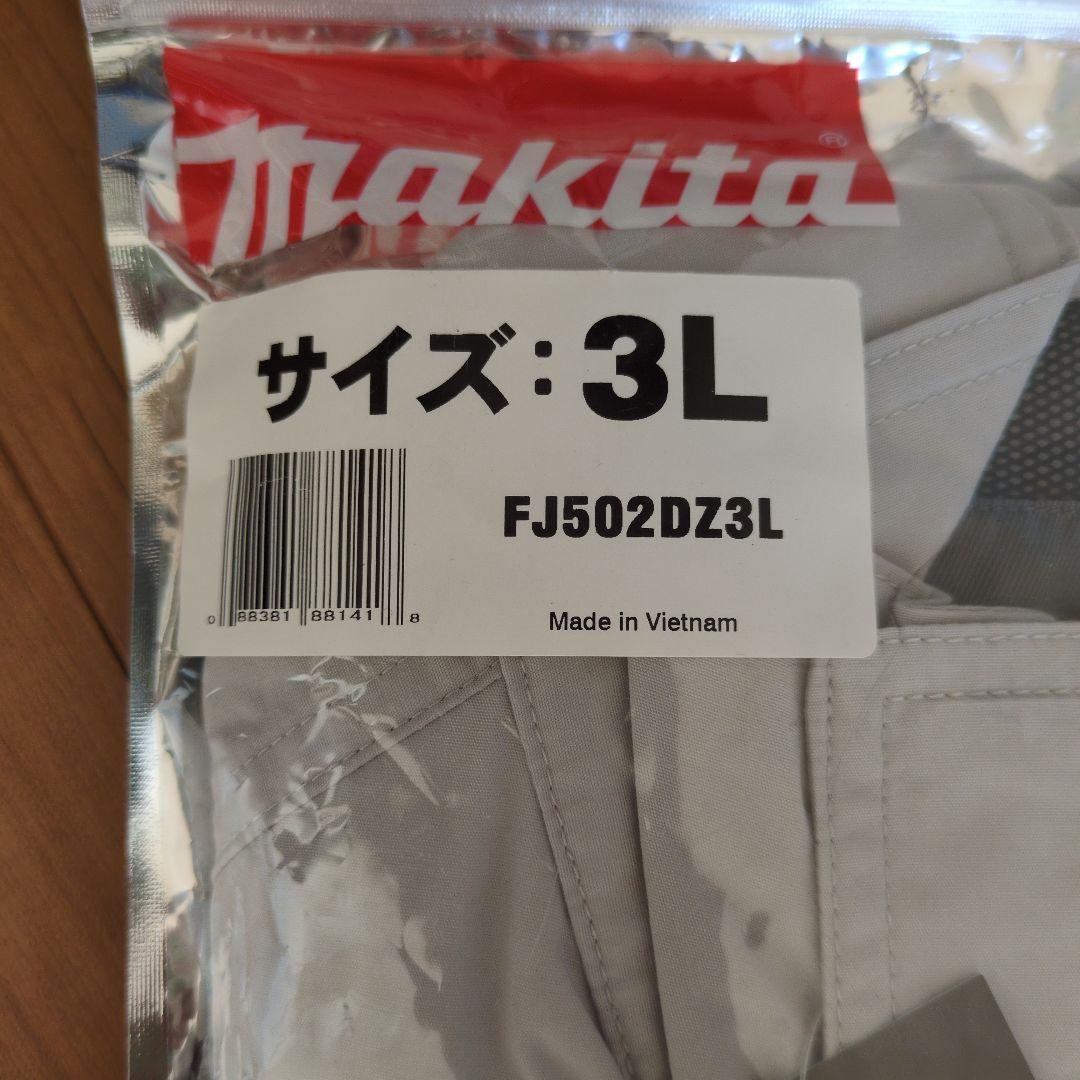 makita®
サイズ：3L
FJ502DZ3L
0 88381 88141 8
Made in Vietnam